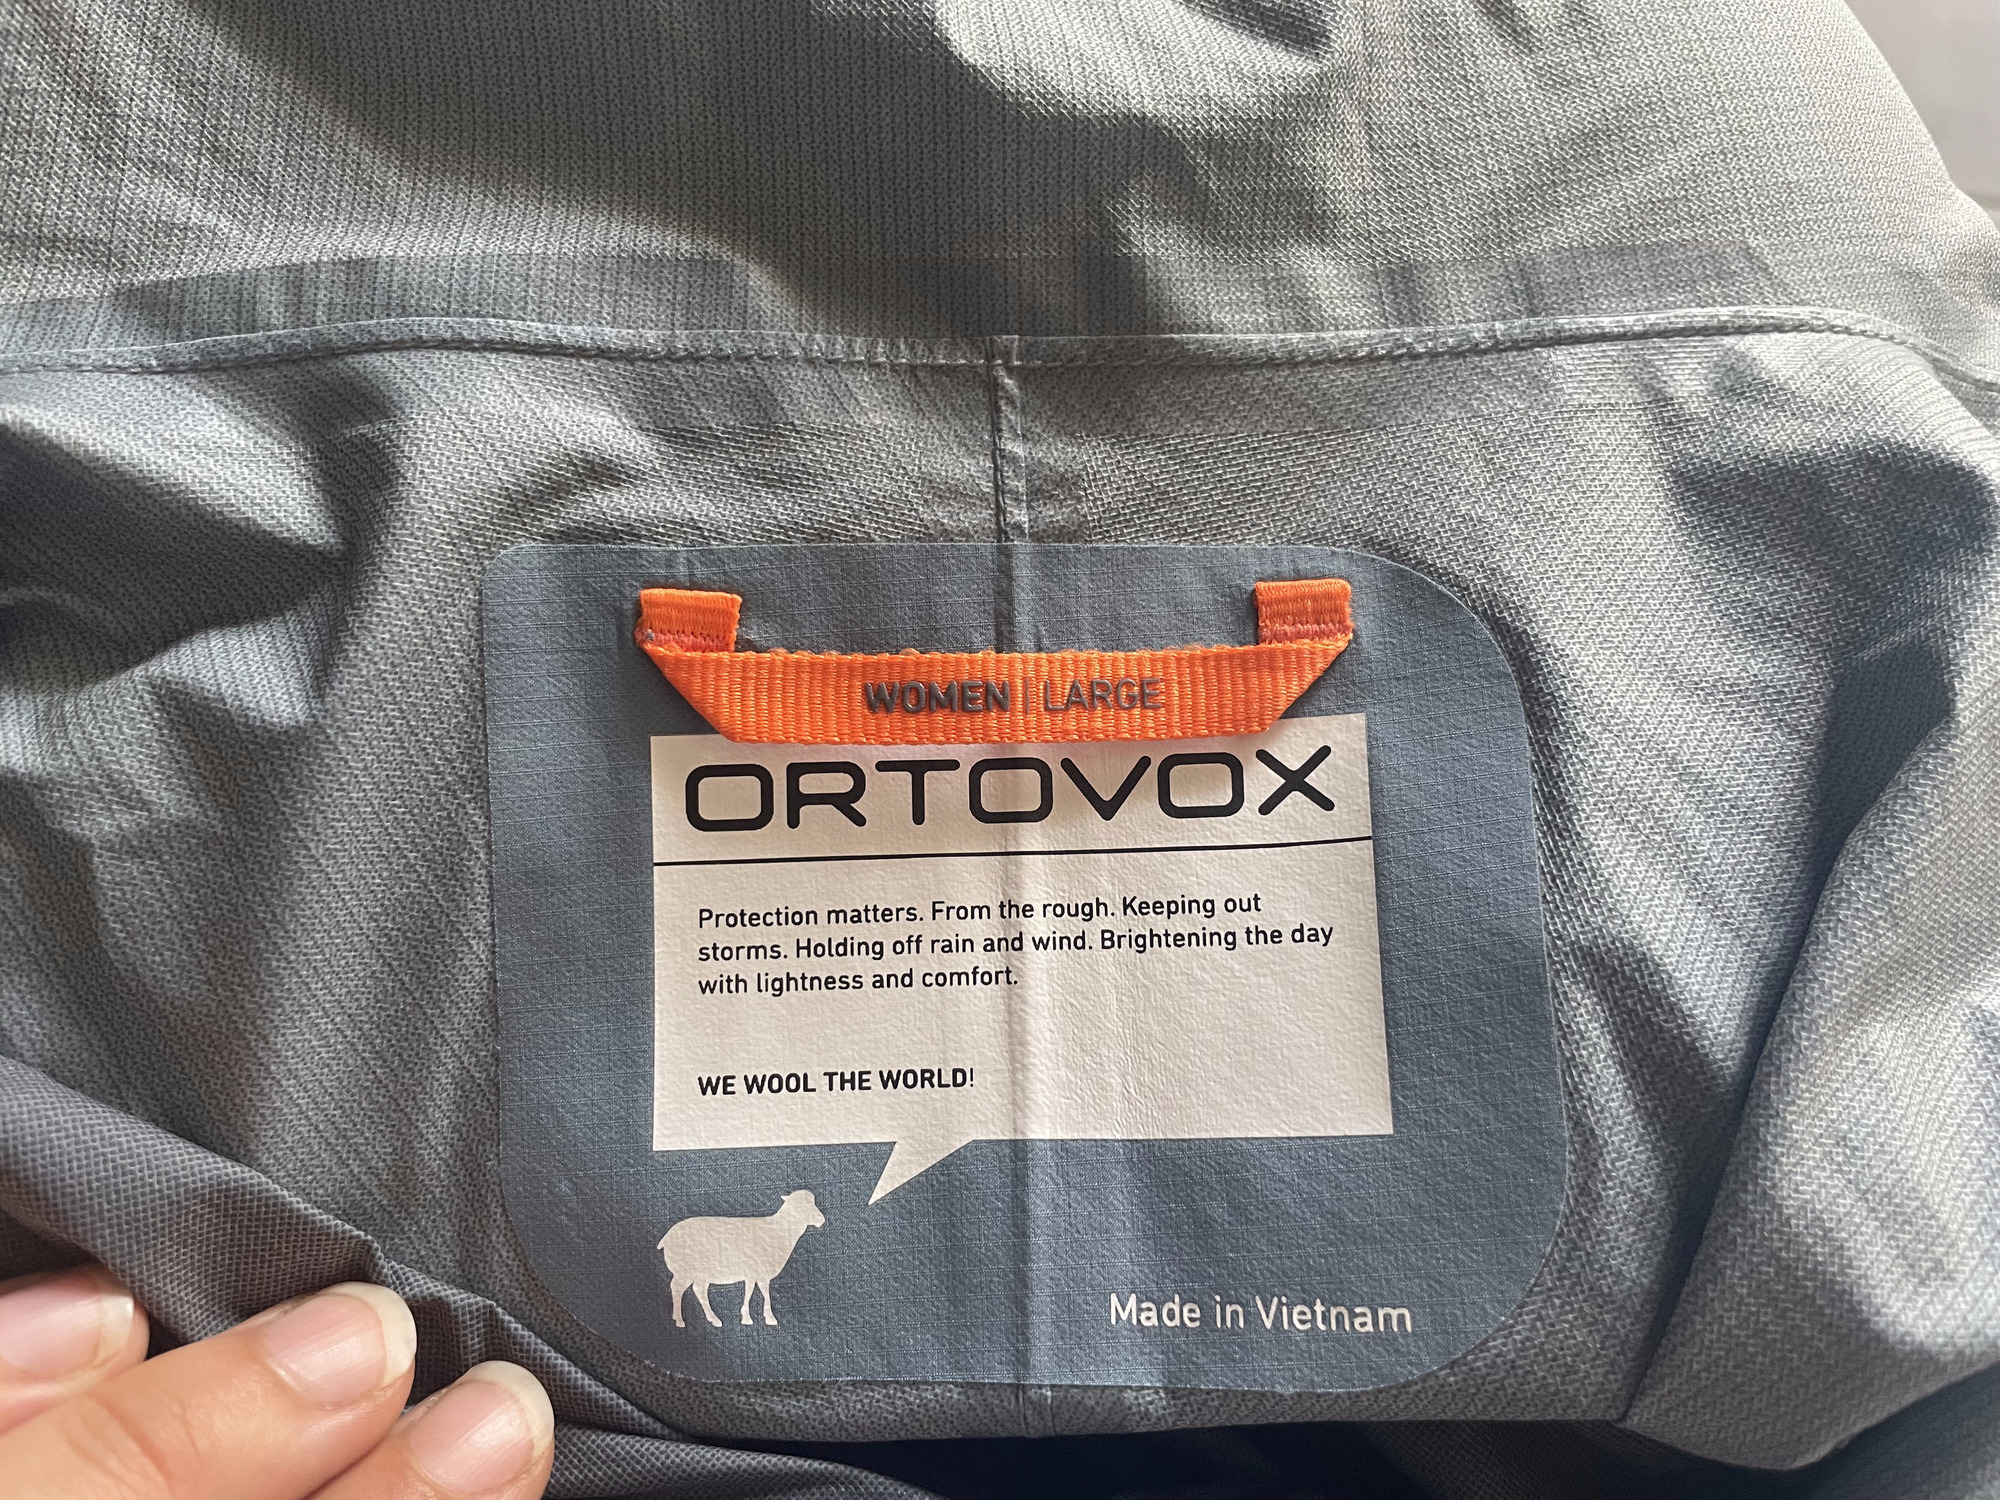 WOMEN | LARGE
ORTOVOX
Protection matters. From the rough. Keeping out
storms. Holding off rain and wind. Brightening the day
with lightness and comfort.
WE WOOL THE WORLD!
Made in Vietnam